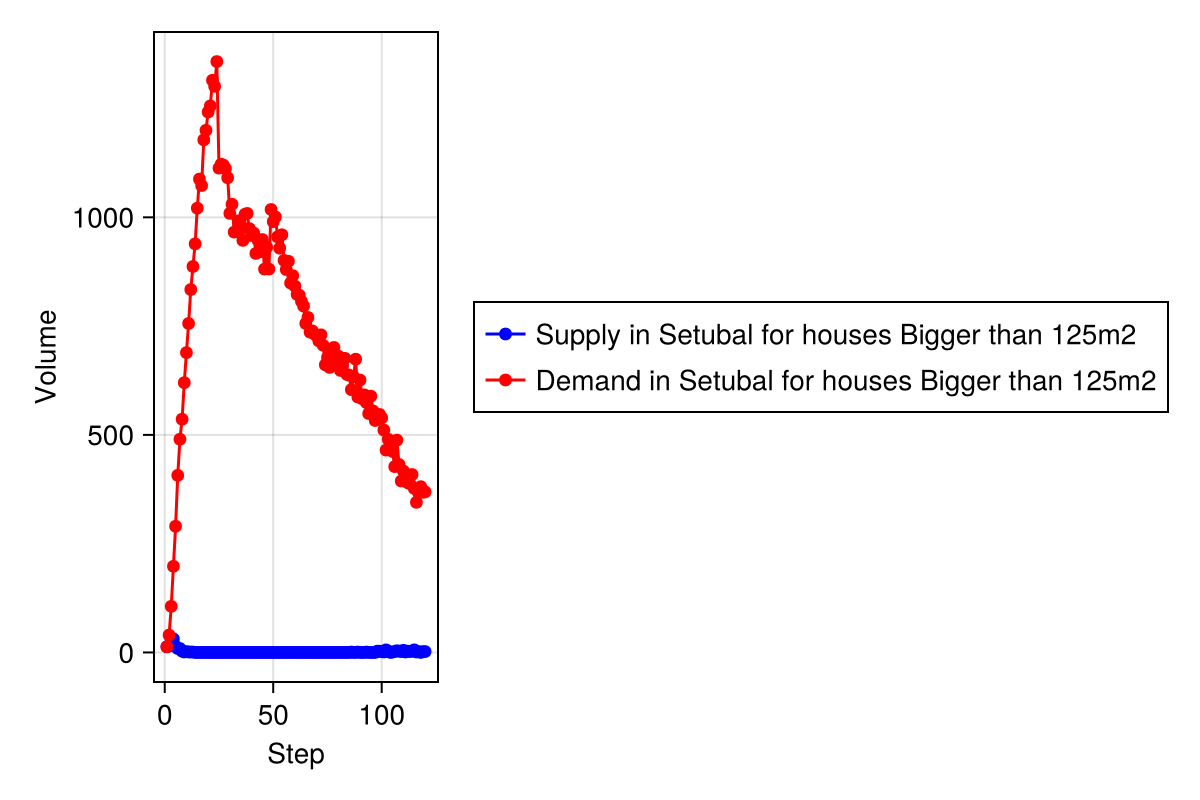 Volume
1000
500
0
0 50 100
Step
Supply in Setubal for houses Bigger than 125m2
Demand in Setubal for houses Bigger than 125m2